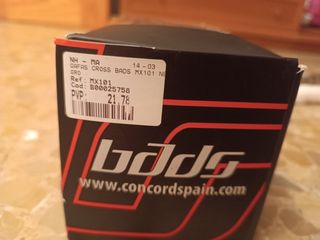 NH - MA 14-03
GAFAS CROSS BADS MX101 NE
GRO
Ref: MX101
Cod: B00025758
PVP: 21.78
bads
www.concordspain.com